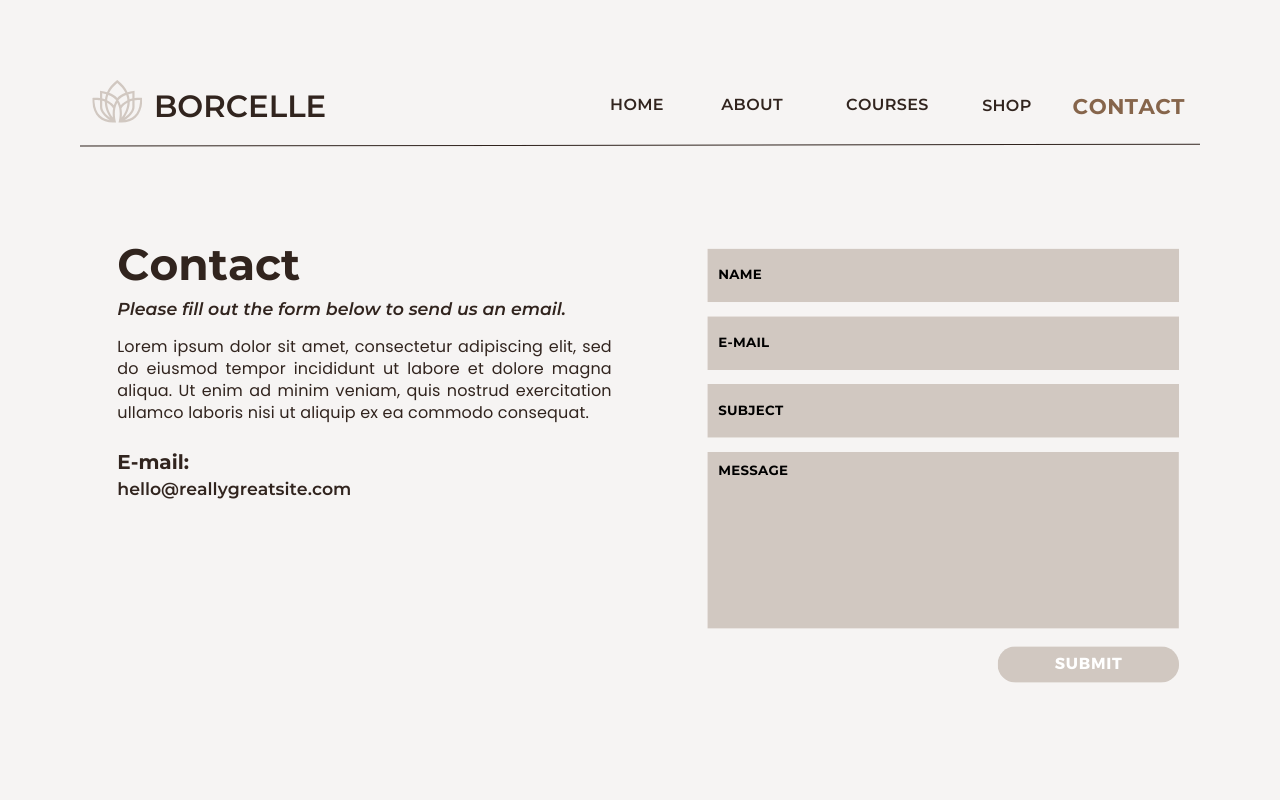 BORCELLE
HOME
ABOUT
COURSES
SHOP
CONTACT
Contact
Please fill out the form below to send us an email.
Lorem ipsum dolor sit amet, consectetur adipiscing elit, sed
do eiusmod tempor incididunt ut labore et dolore magna
aliqua. Ut enim ad minim veniam, quis nostrud exercitation
ullamco laboris nisi ut aliquip ex ea commodo consequat.
E-mail:
hello@reallygreatsite.com
NAME
E-MAIL
SUBJECT
MESSAGE
SUBMIT